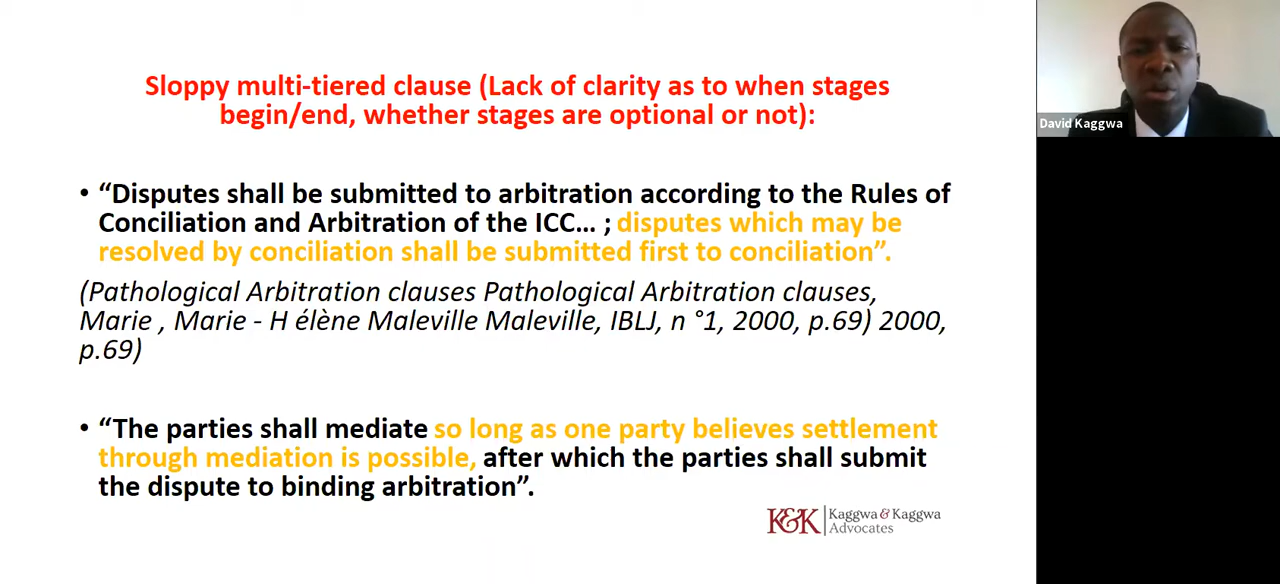 Sloppy multi-tiered clause (Lack of clarity as to when stages
begin/end, whether stages are optional or not):
• “Disputes shall be submitted to arbitration according to the Rules of
Conciliation and Arbitration of the ICC… ; disputes which may be
resolved by conciliation shall be submitted first to conciliation”.
(Pathological Arbitration clauses Pathological Arbitration clauses,
Marie , Marie - H élène Maleville Maleville, IBLJ, n °1, 2000, p.69) 2000,
p.69)
• “The parties shall mediate so long as one party believes settlement
through mediation is possible, after which the parties shall submit
the dispute to binding arbitration”.
K&K Kaggwa & Kaggwa
Advocates
David Kaggwa